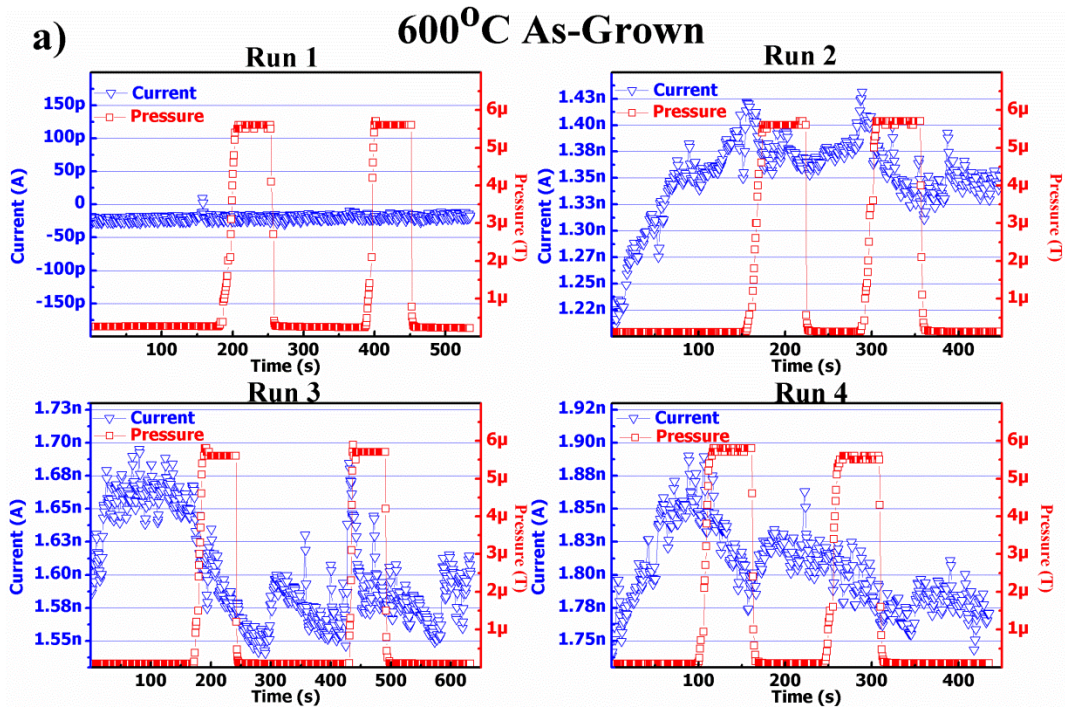 a)
600°C As-Grown
Run 1
Current
Pressure
150p
100p
50p
0
-50p
-100p
-150p
Current (A)
6µ
5µ
4µ
3µ
2µ
1µ
Pressure (T)
100 200 300 400 500
Time (s)
Run 2
Current
Pressure
1.43n
1.40n
1.38n
1.35n
1.33n
1.27n
1.25n
1.22n
Current (A)
6µ
5µ
4µ
3µ
2µ
1µ
Pressure (T)
100 200 300 400
Time (s)
Run 3
Current
Pressure
1.73n
1.70n
1.68n
1.65n
1.63n
1.60n
1.58n
1.55n
Current (A)
6µ
5µ
4µ
3µ
2µ
1µ
Pressure (T)
100 200 300 400 500 600
Time (s)
Run 4
Current
Pressure
1.92n
1.90n
1.88n
1.85n
1.83n
1.80n
1.78n
1.75n
Current (A)
6µ
5µ
4µ
3µ
2µ
1µ
Pressure (T)
100 200 300 400
Time (s)